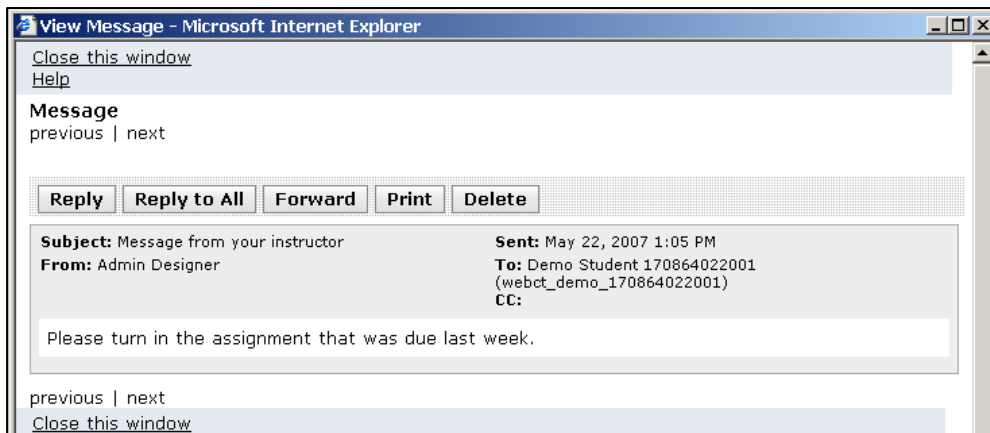 View Message - Microsoft Internet Explorer
Close this window
Help
Message
previous | next
Reply Reply to All Forward Print Delete
Subject: Message from your instructor Sent: May 22, 2007 1:05 PM
From: Admin Designer To: Demo Student 170864022001
(webct_demo_170864022001)
CC:
Please turn in the assignment that was due last week.
previous | next
Close this window